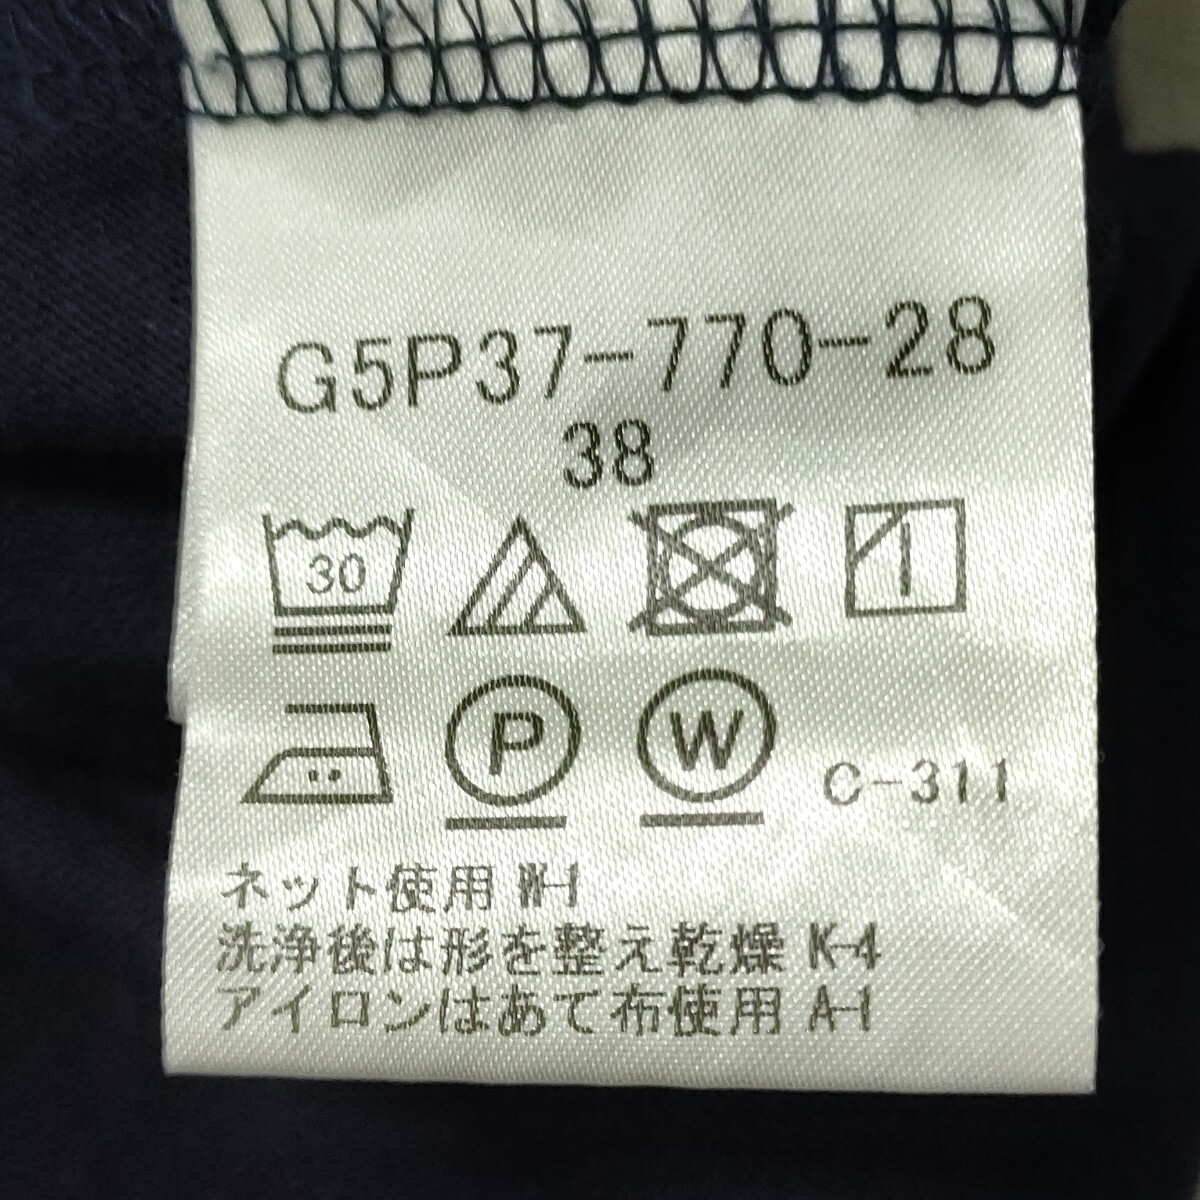 G5P37-770-28
38
30
P W C-311
ネット使用 W-1
洗浄後は形を整え乾燥 K-4
アイロンはあて布使用 A-1